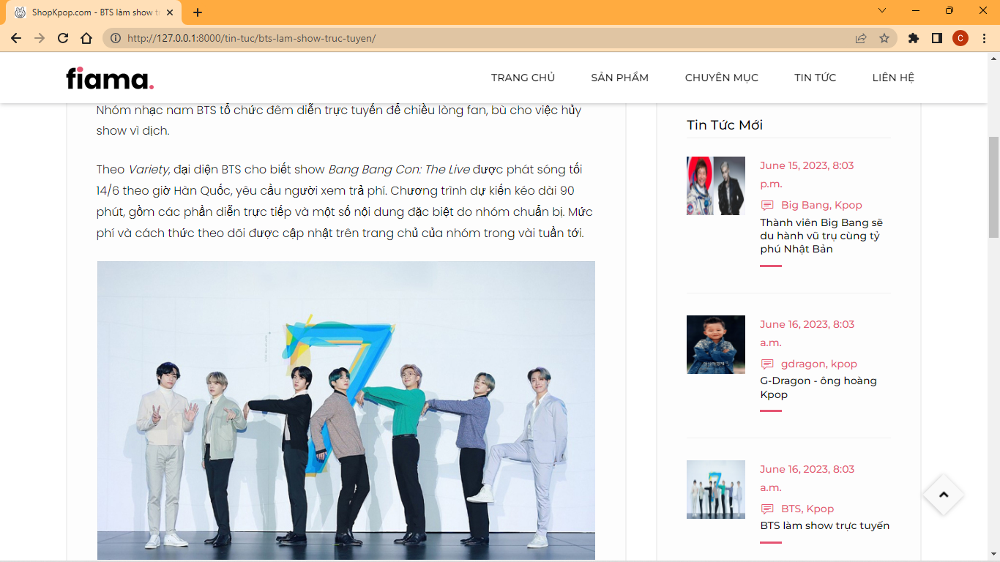 ShopKpop.com - BTS làm show t
http://127.0.0.1:8000/tin-tuc/bts-lam-show-truc-tuyen/
C
fiama.
TRANG CHỦ
SẢN PHẨM
CHUYÊN MỤC
TIN TỨC
LIÊN HỆ
Nhóm nhạc nam BTS tổ chức đêm diễn trực tuyến để chiều lòng fan, bù cho việc hủy
show vì dịch.
Theo Variety, đại diện BTS cho biết show Bang Bang Con: The Live được phát sóng tối
14/6 theo giờ Hàn Quốc, yêu cầu người xem trả phí. Chương trình dự kiến kéo dài 90
phút, gồm các phần diễn trực tiếp và một số nội dung đặc biệt do nhóm chuẩn bị. Mức
phí và cách thức theo dõi được cập nhật trên trang chủ của nhóm trong vài tuần tới.
7
Tin Tức Mới
June 15, 2023, 8:03
p.m.
Big Bang, Kpop
Thành viên Big Bang sẽ
du hành vũ trụ cùng tỷ
phú Nhật Bản
June 16, 2023, 8:03
a.m.
gdragon, kpop
G-Dragon - ông hoàng
Kpop
June 16, 2023, 8:03
a.m.
BTS, Kpop
BTS làm show trực tuyến